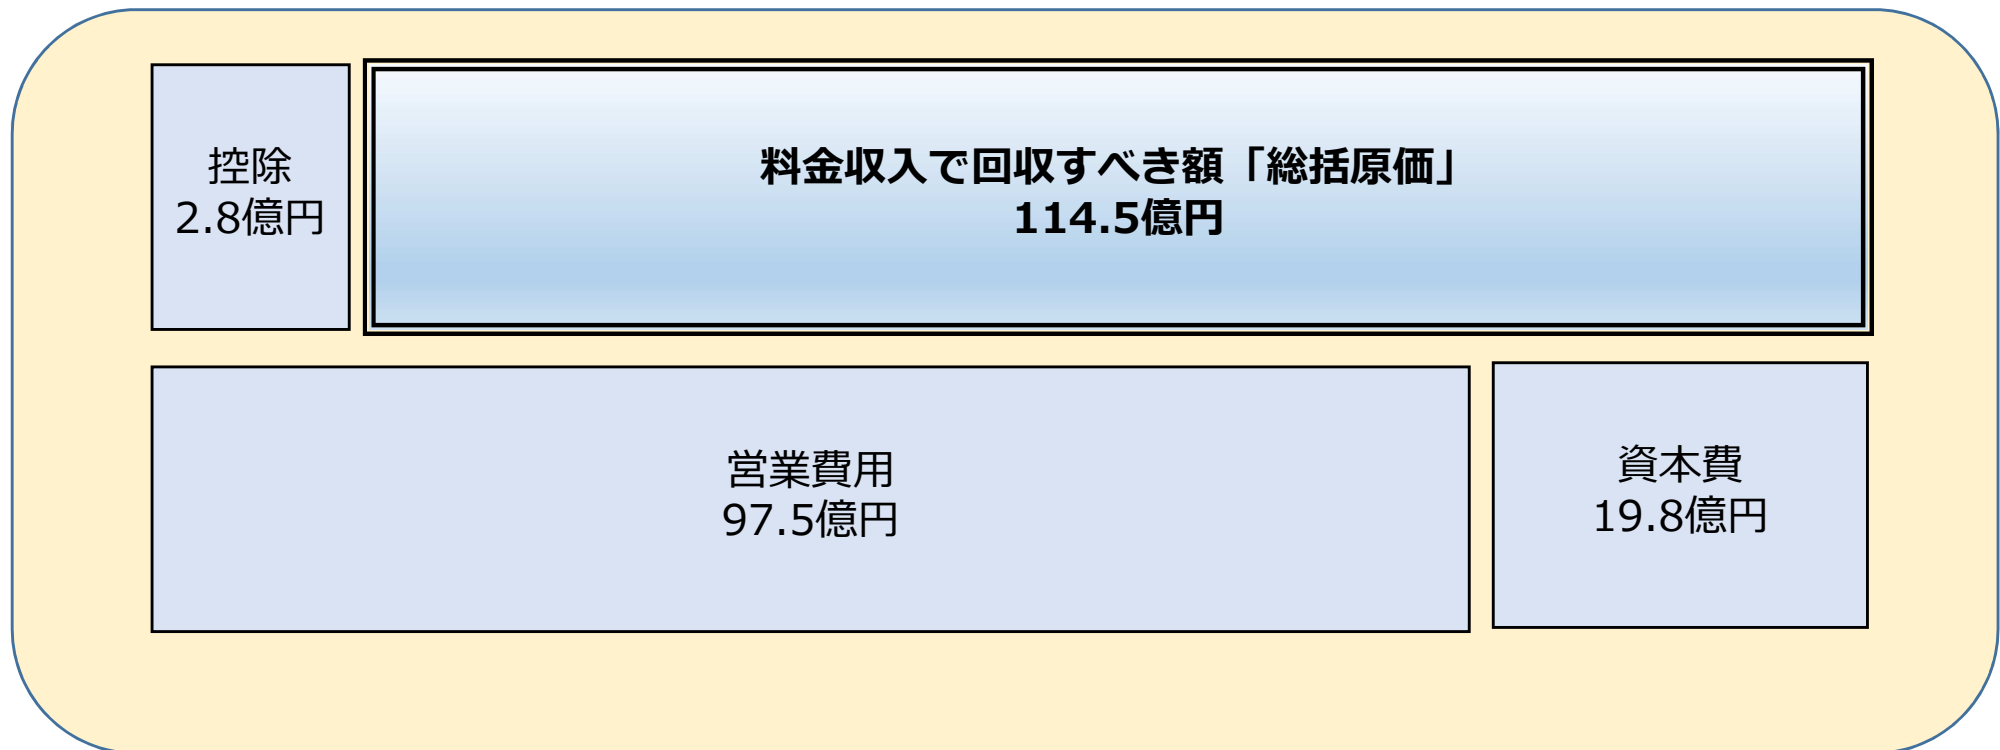 控除
2.8億円
料金収入で回収すべき額「総括原価」
114.5億円
営業費用
97.5億円
資本費
19.8億円